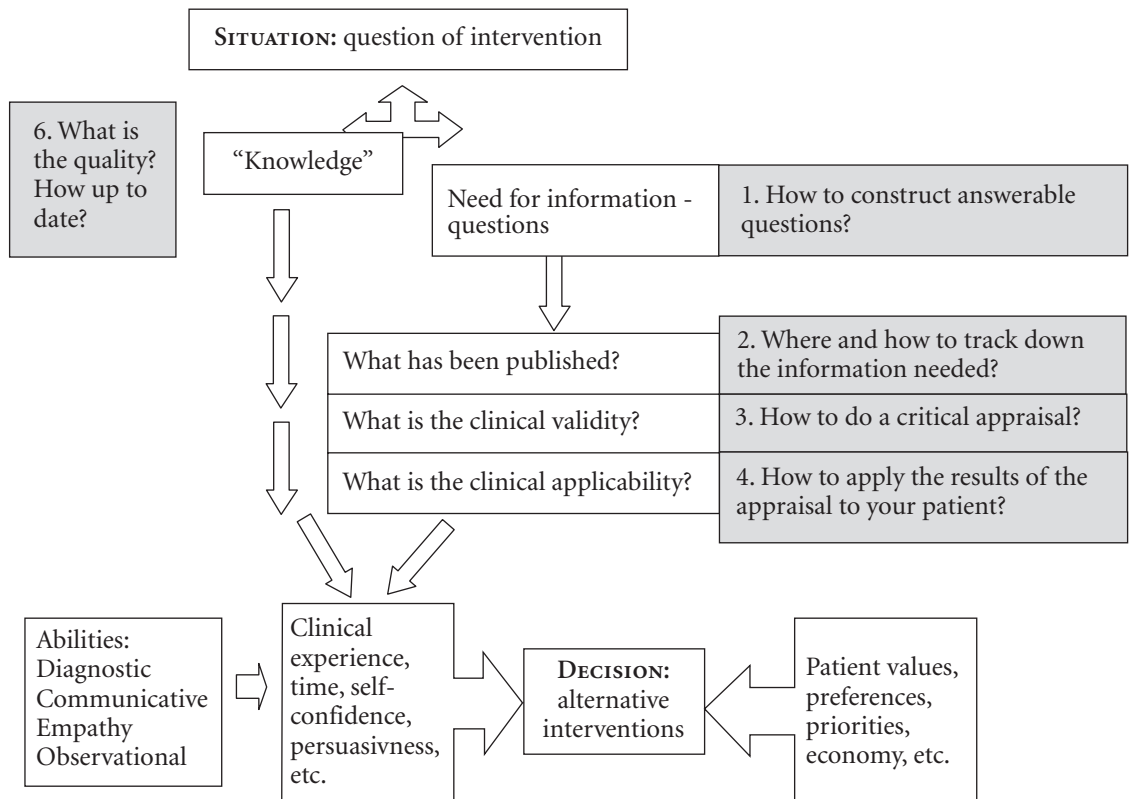 SITUATION: question of intervention
6. What is
the quality?
How up to
date?
“Knowledge”
Need for information -
questions
1. How to construct answerable
questions?
What has been published?
2. Where and how to track down
the information needed?
What is the clinical validity?
3. How to do a critical appraisal?
What is the clinical applicability?
4. How to apply the results of the
appraisal to your patient?
Abilities:
Diagnostic
Communicative
Empathy
Observational
Clinical
experience,
time, self-
confidence,
persuasivness,
etc.
DECISION:
alternative
interventions
Patient values,
preferences,
priorities,
economy, etc.